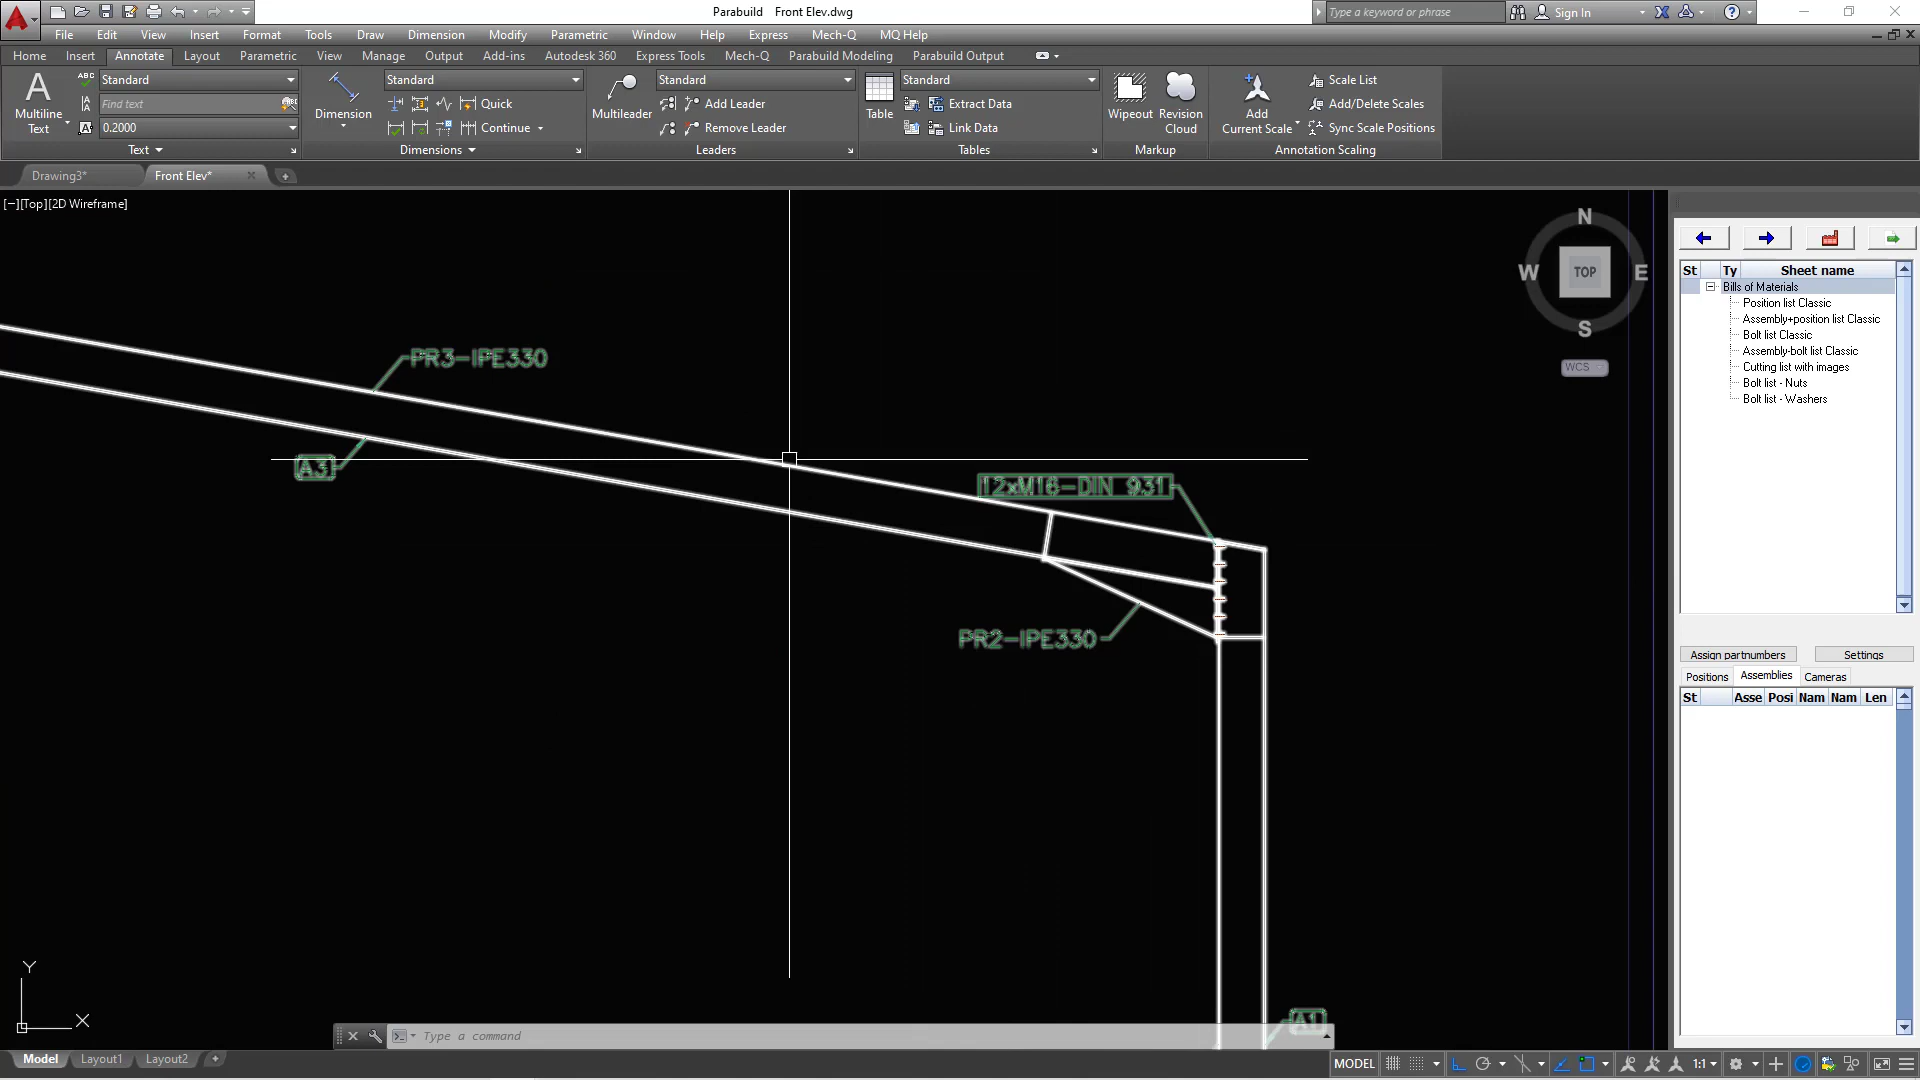 Parabuild Front Elev.dwg
Type a keyword or phrase
Sign In
File Edit View Insert Format Tools Draw Dimension Modify Parametric Window Help Express Mech-Q MQ Help
Home Insert Annotate Layout Parametric View Manage Output Add-ins Autodesk 360 Express Tools Mech-Q Parabuild Modeling Parabuild Output
A
Multiline
Text
ABC
Standard
Find text
0.2000
Text
Dimension
Standard
Quick
Continue
Dimensions
Multileader
Standard
Add Leader
Remove Leader
Leaders
Table
Standard
Extract Data
Link Data
Tables
Wipeout
Revision
Cloud
Markup
Add
Current Scale
Scale List
Add/Delete Scales
Sync Scale Positions
Annotation Scaling
Drawing3*
Front Elev*
[−][Top][2D Wireframe]
N
W TOP E
S
WCS
PR3-IPE330
A3
12xM16-DIN 931
PR2-IPE330
A1
Y
X
St Ty Sheet name
Bills of Materials
Position list Classic
Assembly+position list Classic
Bolt list Classic
Assembly-bolt list Classic
Cutting list with images
Bolt list - Nuts
Bolt list - Washers
Assign partnumbers Settings
Positions Assemblies Cameras
St Asse Posi Nam Nam Len
Type a command
Model Layout1 Layout2
MODEL
1:1